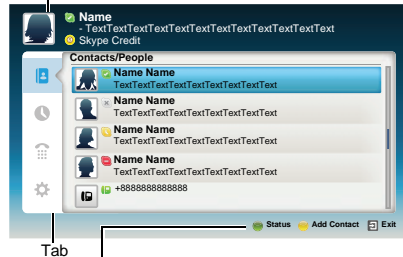 Name
- TextTextTextTextTextTextTextTextTextText
Skype Credit
Contacts/People
Name Name
TextTextTextTextTextTextTextText
Name Name
TextTextTextTextTextTextTextText
Name Name
TextTextTextTextTextTextTextText
Name Name
TextTextTextTextTextTextTextText
+8888888888888
Status Add Contact Exit
Tab